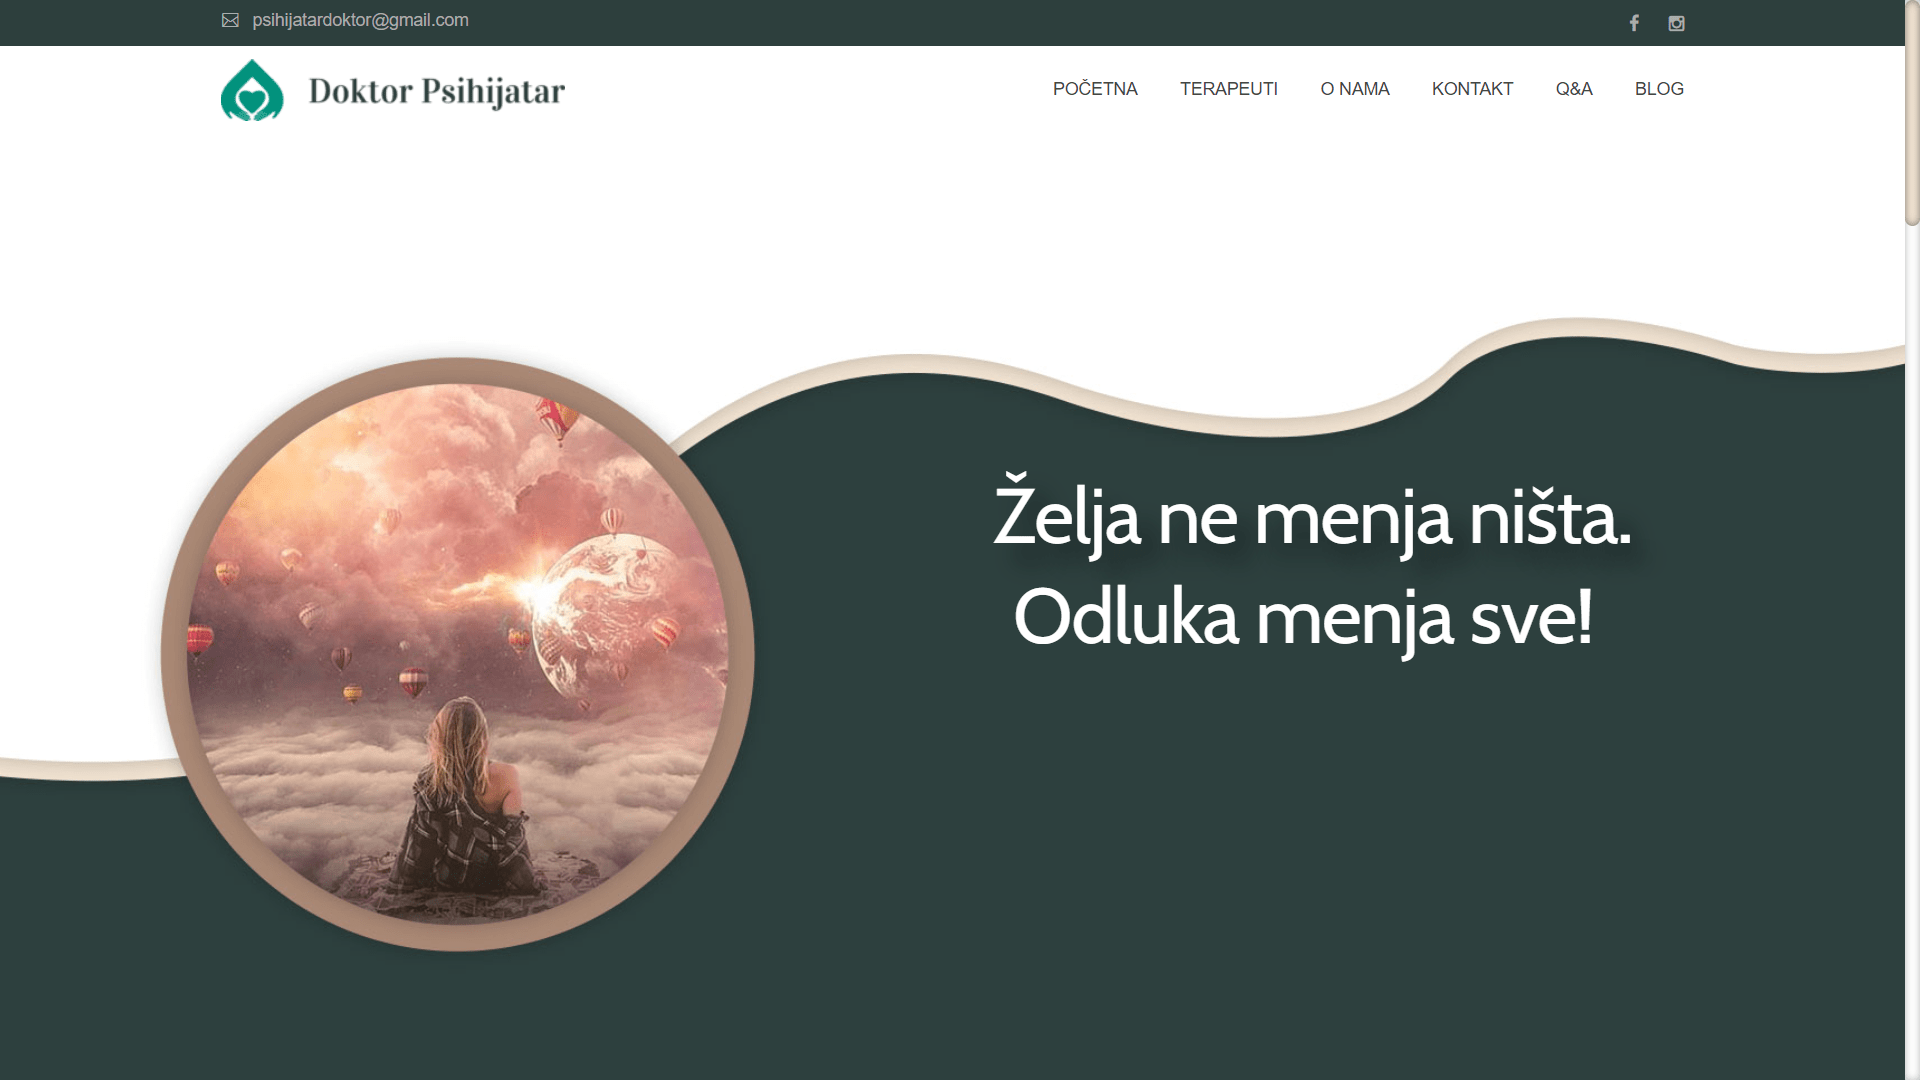 psihijatardoktor@gmail.com
Doktor Psihijatar
POČETNA
TERAPEUTI
O NAMA
KONTAKT
Q&A
BLOG
Želja ne menja ništa.
Odluka menja sve!